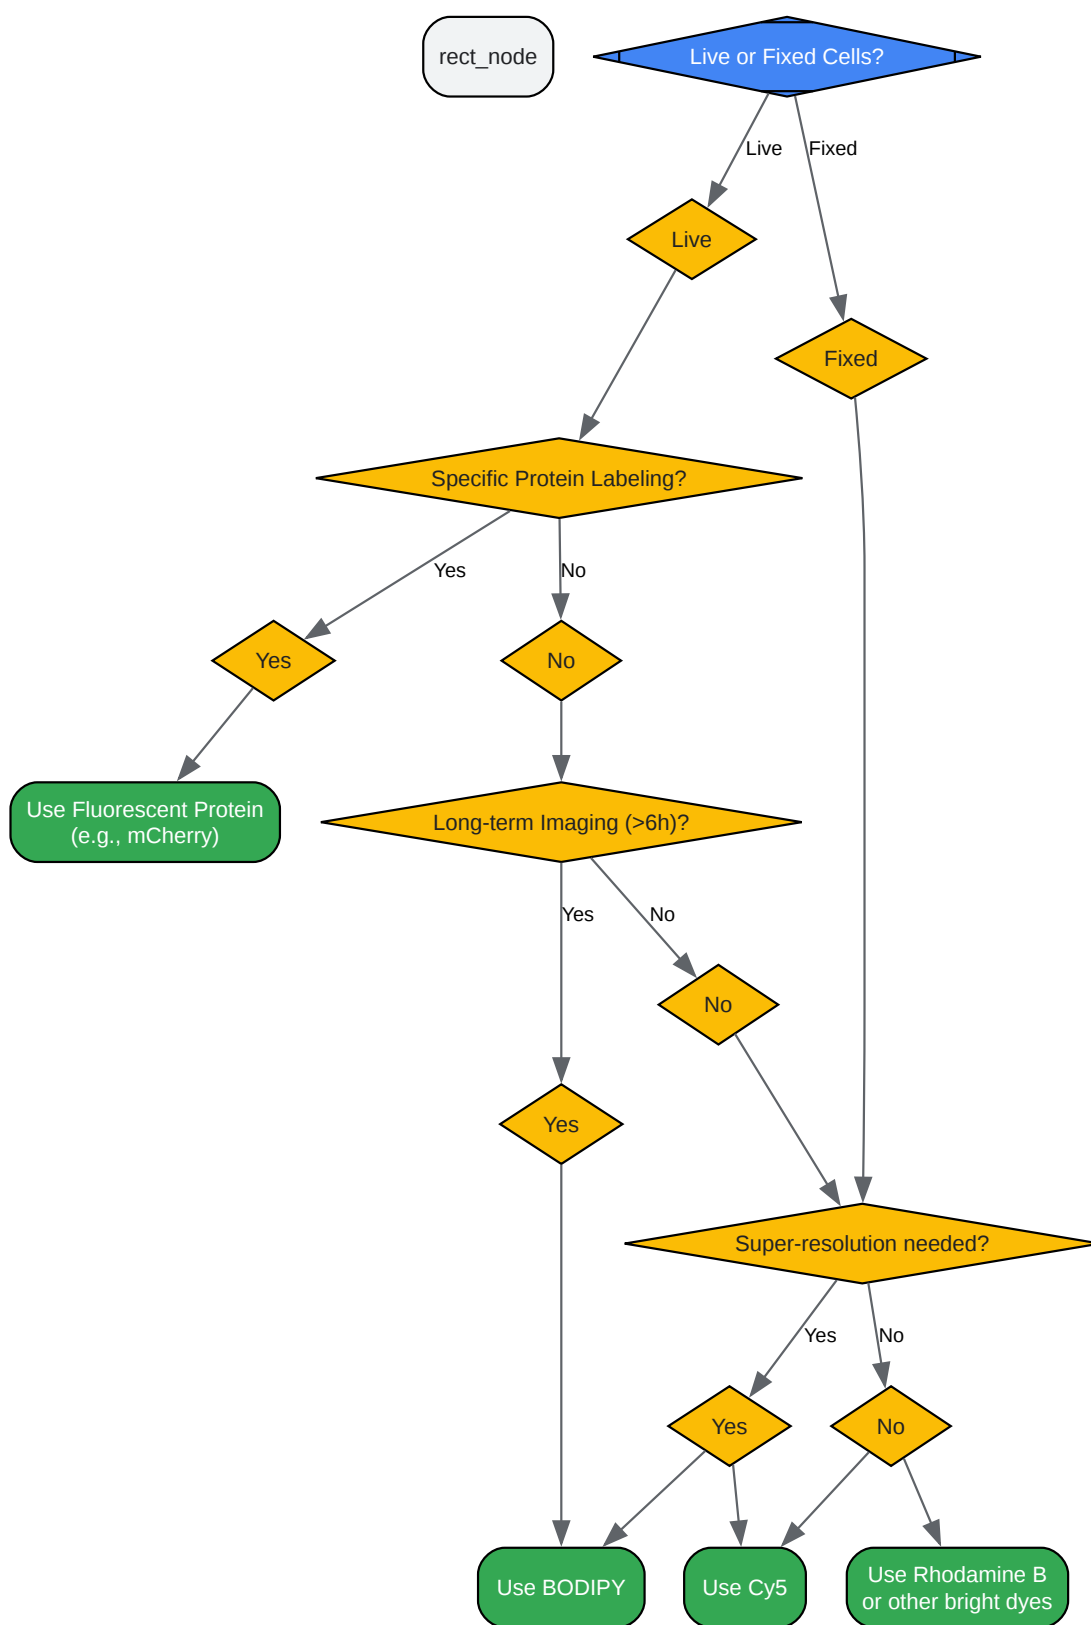 rect_node
Live or Fixed Cells?
Live
Fixed
Live
Fixed
Specific Protein Labeling?
Yes
No
Yes
No
Use Fluorescent Protein
(e.g., mCherry)
Long-term Imaging (>6h)?
Yes
No
No
Yes
Super-resolution needed?
Yes
No
Yes
No
Use BODIPY
Use Cy5
Use Rhodamine B
or other bright dyes